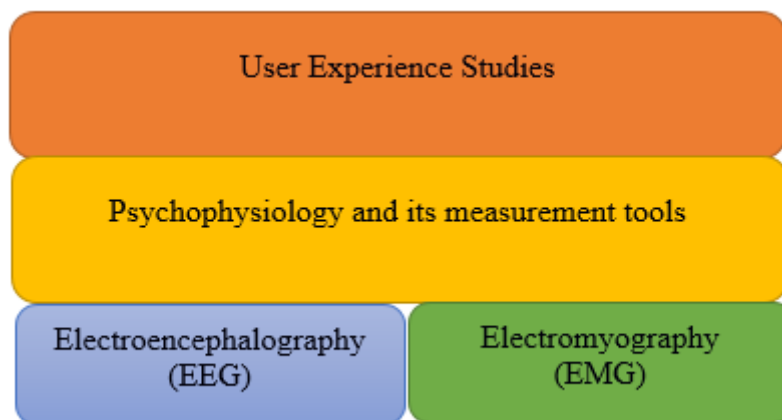 User Experience Studies
Psychophysiology and its measurement tools
Electroencephalography
(EEG)
Electromyography
(EMG)